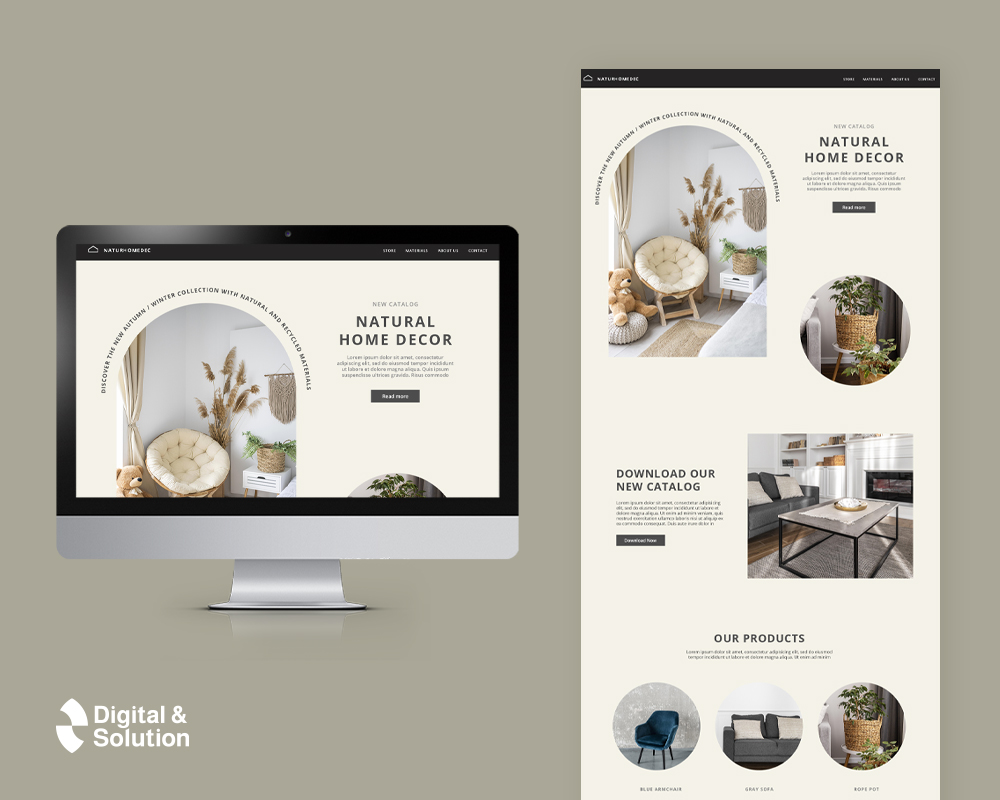 NATURHOMEDEC
STORE MATERIALS ABOUT US CONTACT
DISCOVER THE NEW AUTUMN / WINTER COLLECTION WITH NATURAL AND RECYCLED MATERIALS
NEW CATALOG
NATURAL
HOME DECOR
Lorem ipsum dolor sit amet, consectetur
adipiscing elit, sed do eiusmod tempor incididunt
ut labore et dolore magna aliqua. Quis ipsum
suspendisse ultrices gravida. Risus commodo
Read more
Digital &
Solution
NATURHOMEDEC
STORE MATERIALS ABOUT US CONTACT
DISCOVER THE NEW AUTUMN / WINTER COLLECTION WITH NATURAL AND RECYCLED MATERIALS
NEW CATALOG
NATURAL
HOME DECOR
Lorem ipsum dolor sit amet, consectetur
adipiscing elit, sed do eiusmod tempor incididunt
ut labore et dolore magna aliqua. Quis ipsum
suspendisse ultrices gravida. Risus commodo
Read more
DOWNLOAD OUR
NEW CATALOG
Lorem ipsum dolor sit amet, consectetur adipiscing
elit, sed do eiusmod tempor incididunt ut labore et
dolore magna aliqua. Ut enim ad minim veniam, quis
nostrud exercitation ullamco laboris nisi ut aliquip ex
ea commodo consequat. Duis aute irure dolor in
Download Now
OUR PRODUCTS
Lorem ipsum dolor sit amet, consectetur adipiscing elit, sed do eiusmod
tempor incididunt ut labore et dolore magna aliqua. Ut enim ad minim
BLUE ARMCHAIR
GRAY SOFA
ROPE POT